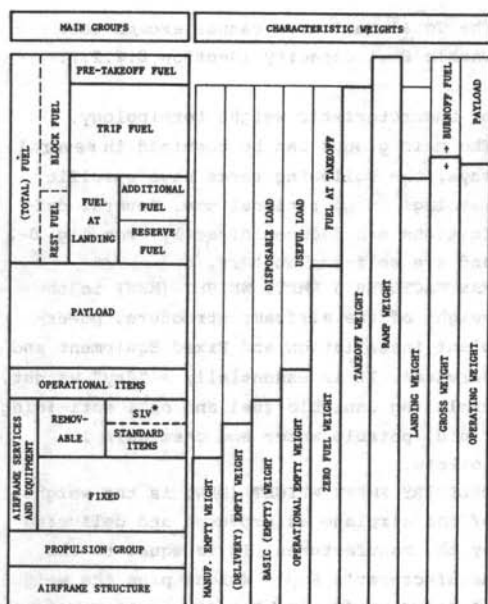 MAIN GROUPS
CHARACTERISTIC WEIGHTS
PRE-TAKEOFF FUEL
TRIP FUEL
(TOTAL) FUEL
BLOCK FUEL
REST FUEL
FUEL
AT
LANDING
ADDITIONAL
FUEL
RESERVE
FUEL
PAYLOAD
OPERATIONAL ITEMS
AIRFRAME SERVICES
AND EQUIPMENT
REMOV-
ABLE
SIV*
STANDARD
ITEMS
FIXED
PROPULSION GROUP
AIRFRAME STRUCTURE
MANUF. EMPTY WEIGHT
(DELIVERY) EMPTY WEIGHT
BASIC (EMPTY) WEIGHT
DISPOSABLE LOAD
OPERATIONAL EMPTY WEIGHT
USEFUL LOAD
ZERO FUEL WEIGHT
FUEL AT TAKEOFF
TAKEOFF WEIGHT
RAMP WEIGHT
LANDING WEIGHT
GROSS WEIGHT
+
BURNOFF FUEL
OPERATING WEIGHT
PAYLOAD